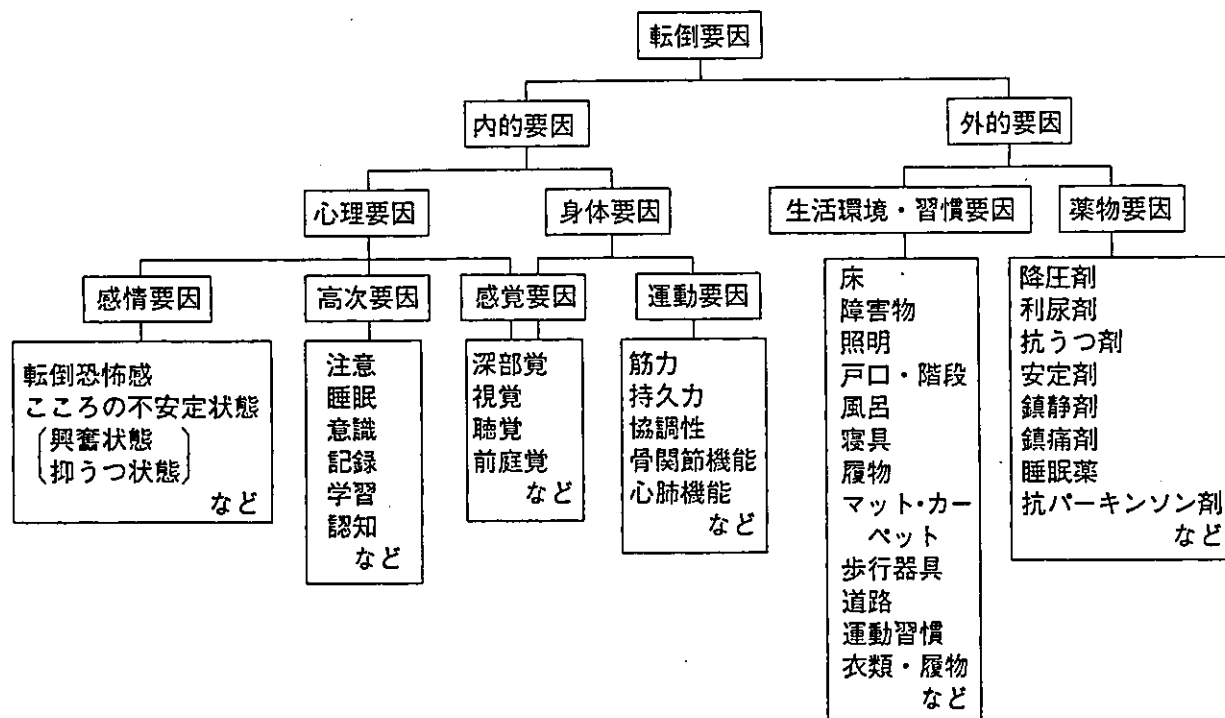 転倒要因
内的要因
外的要因
心理要因
身体要因
生活環境・習慣要因
薬物要因
感情要因
高次要因
感覚要因
運動要因
転倒恐怖感
こころの不安定状態
興奮状態
抑うつ状態
など
注意
睡眠
意識
記録
学習
認知
など
深部覚
視覚
聴覚
前庭覚
など
筋力
持久力
協調性
骨関節機能
心肺機能
など
床
障害物
照明
戸口・階段
風呂
寝具
履物
マット・カー
ペット
歩行器具
道路
運動習慣
衣類・履物
など
降圧剤
利尿剤
抗うつ剤
安定剤
鎮静剤
鎮痛剤
睡眠薬
抗パーキンソン剤
など